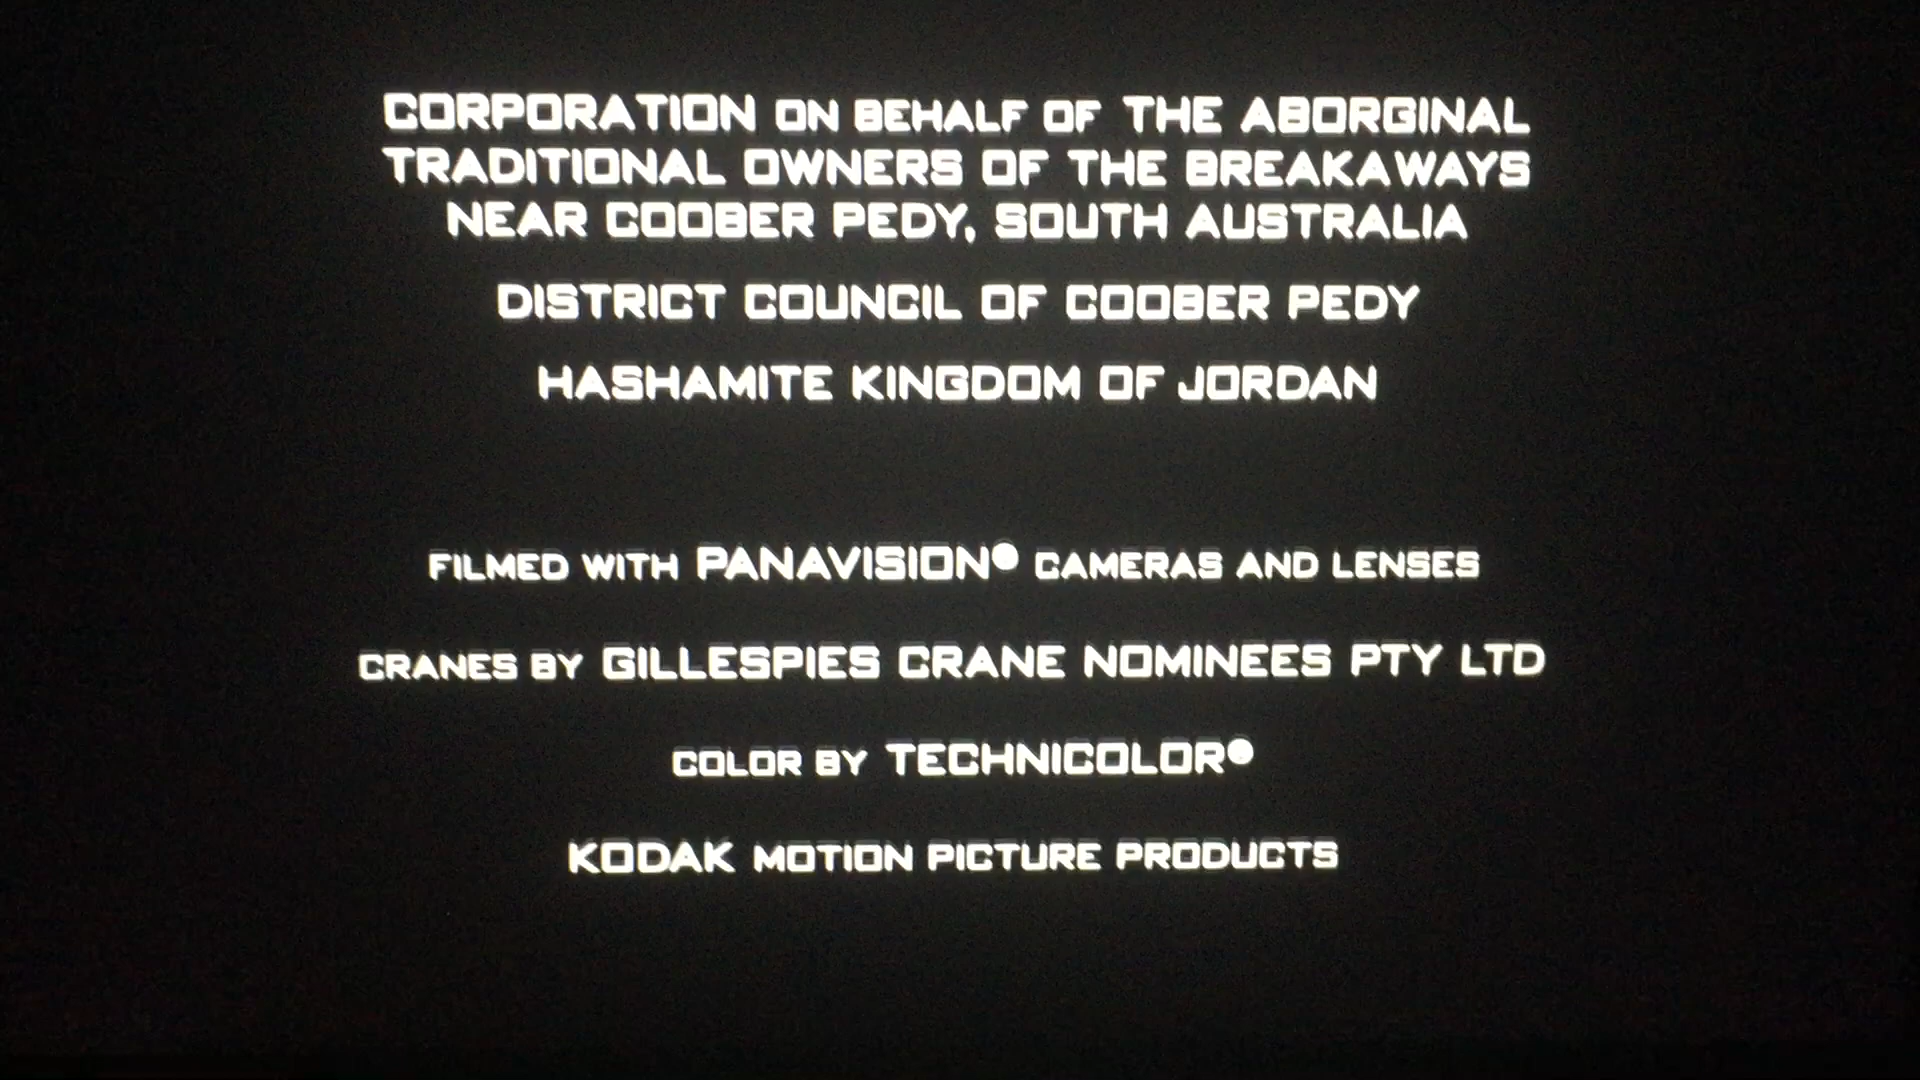 CORPORATION ON BEHALF OF THE ABORGINAL
TRADITIONAL OWNERS OF THE BREAKAWAYS
NEAR COOBER PEDY, SOUTH AUSTRALIA
DISTRICT COUNCIL OF COOBER PEDY
HASHAMITE KINGDOM OF JORDAN
FILMED WITH PANAVISION® CAMERAS AND LENSES
CRANES BY GILLESPIES CRANE NOMINEES PTY LTD
COLOR BY TECHNICOLOR®
KODAK MOTION PICTURE PRODUCTS